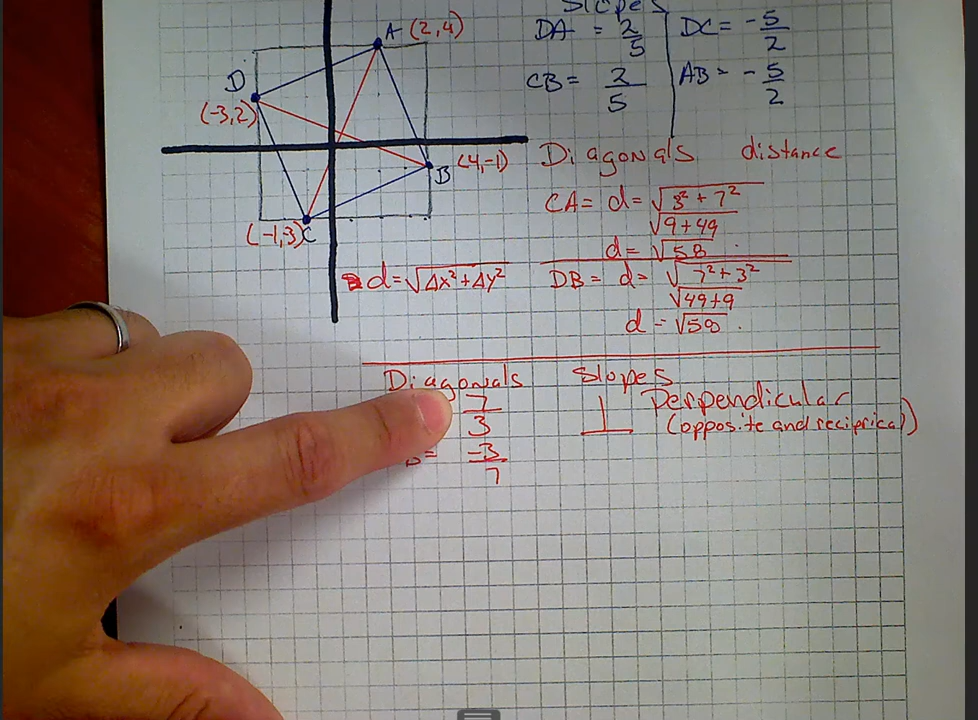 Slopes
A (2,4)
DA = 2/5
DC = -5/2
D
(-3,2)
CB = 2/5
AB = -5/2
B (4,-1)
(-1,-3) C
Diagonals distance
CA = d = √3² + 7²
√9+49
d = √58
d = √Δx² + Δy²
DB = d = √7² + 3²
√49+9
d = √58
Diagonals Slopes
7/3
⊥ Perpendicular
(opposite and reciprical)
= -3/7